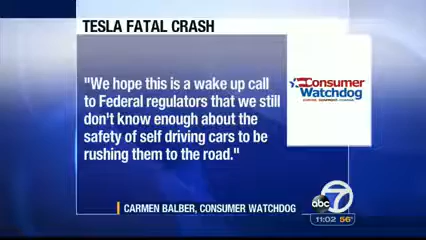 TESLA FATAL CRASH
"We hope this is a wake up call
to Federal regulators that we still
don't know enough about the
safety of self driving cars to be
rushing them to the road."
Consumer
Watchdog
CARMEN BALBER, CONSUMER WATCHDOG
abc 7
11:02 56°